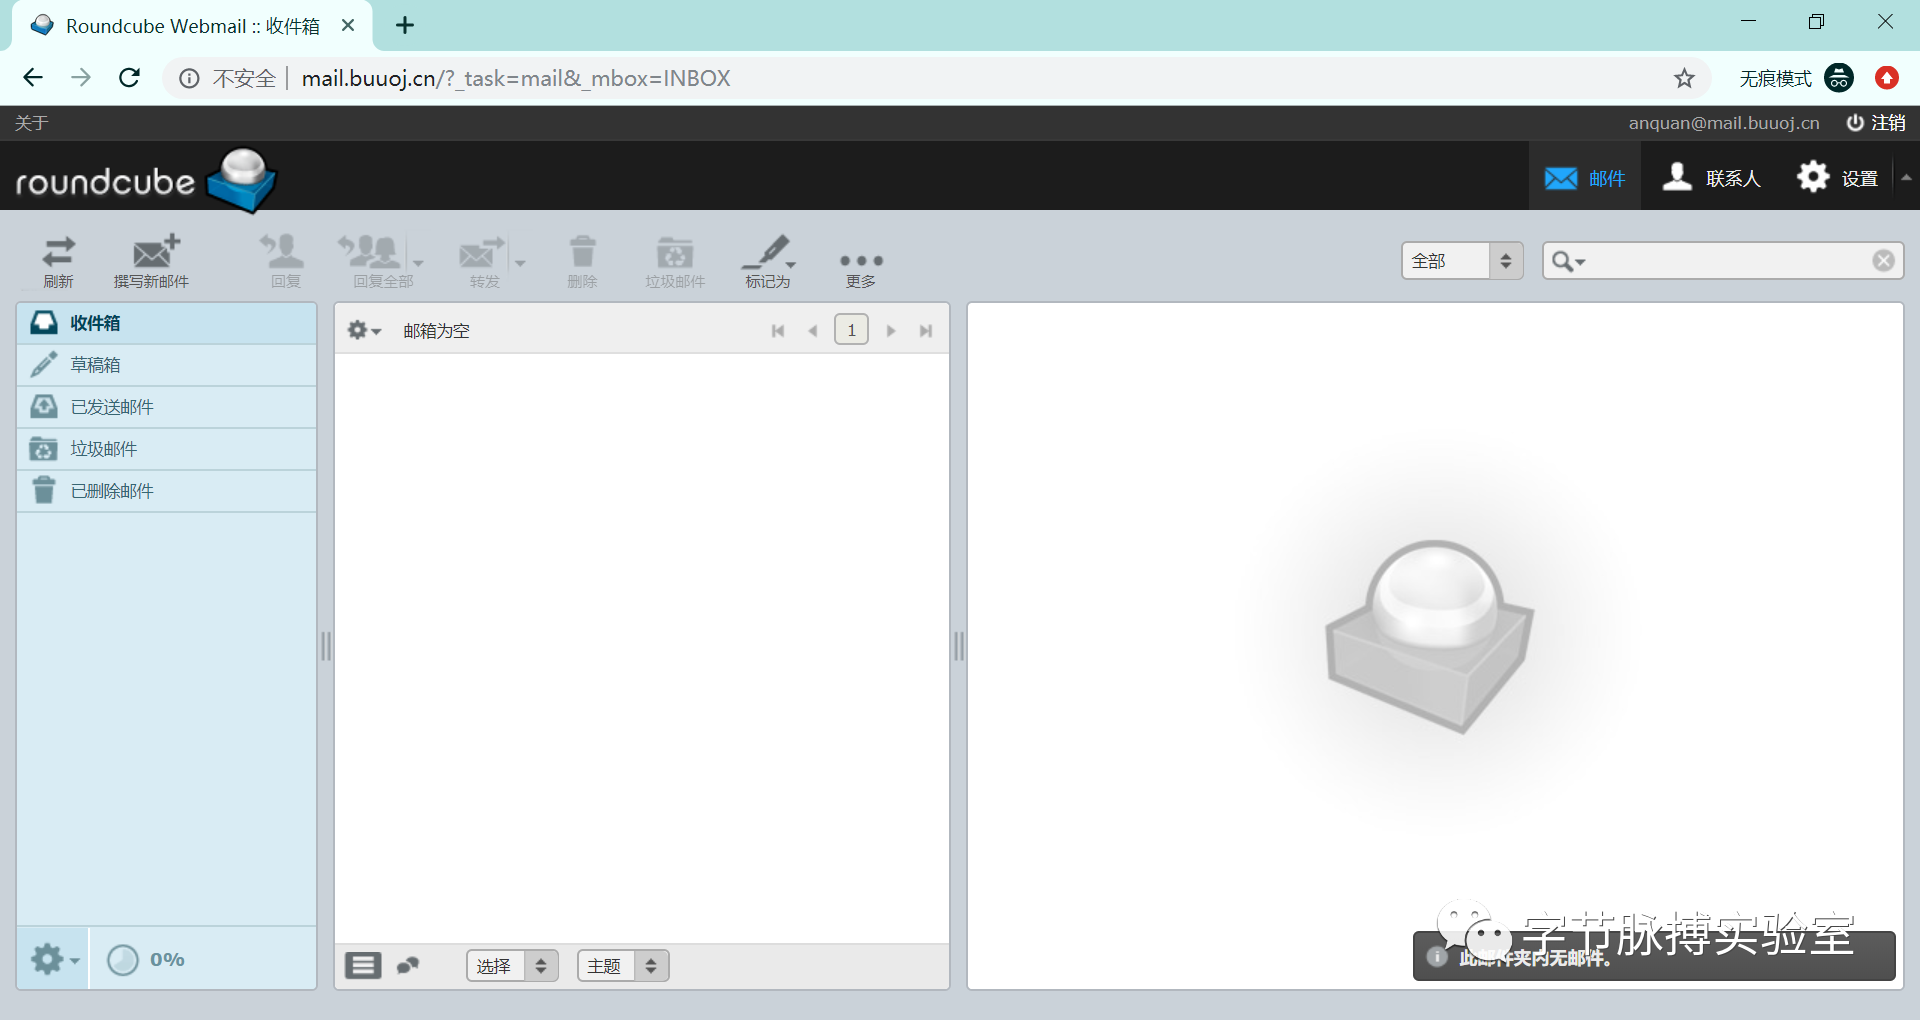 Roundcube Webmail :: 收件箱
不安全 mail.buuoj.cn/?_task=mail&_mbox=INBOX 无痕模式
关于 anquan@mail.buuoj.cn 注销
roundcube 邮件 联系人 设置
刷新 撰写新邮件 回复 回复全部 转发 删除 垃圾邮件 标记为 更多 全部
收件箱
邮箱为空 1
草稿箱
已发送邮件
垃圾邮件
已删除邮件
字节脉搏实验室
此邮件夹内无邮件。
0% 选择 主题